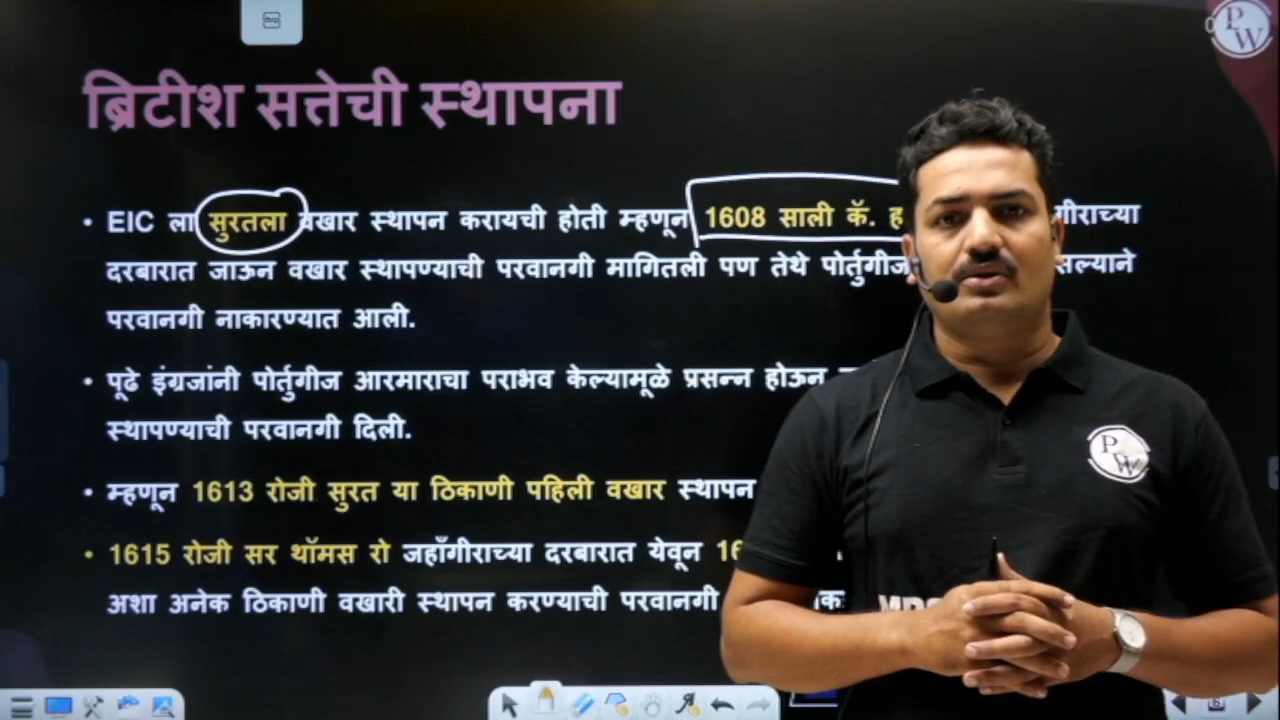 PW
ब्रिटीश सत्तेची स्थापना
• EIC ला सुरतला वखार स्थापन करायची होती म्हणून 1608 साली कॅ. ह गीराच्या
दरबारात जाऊन वखार स्थापण्याची परवानगी मागितली पण तेथे पोर्तुगीज सल्याने
परवानगी नाकारण्यात आली.
• पूढे इंग्रजांनी पोर्तुगीज आरमाराचा पराभव केल्यामूळे प्रसन्न होऊन
स्थापण्याची परवानगी दिली.
• म्हणून 1613 रोजी सुरत या ठिकाणी पहिली वखार स्थापन
• 1615 रोजी सर थॉमस रो जहाँगीराच्या दरबारात येवून 16
अशा अनेक ठिकाणी वखारी स्थापन करण्याची परवानगी
PW